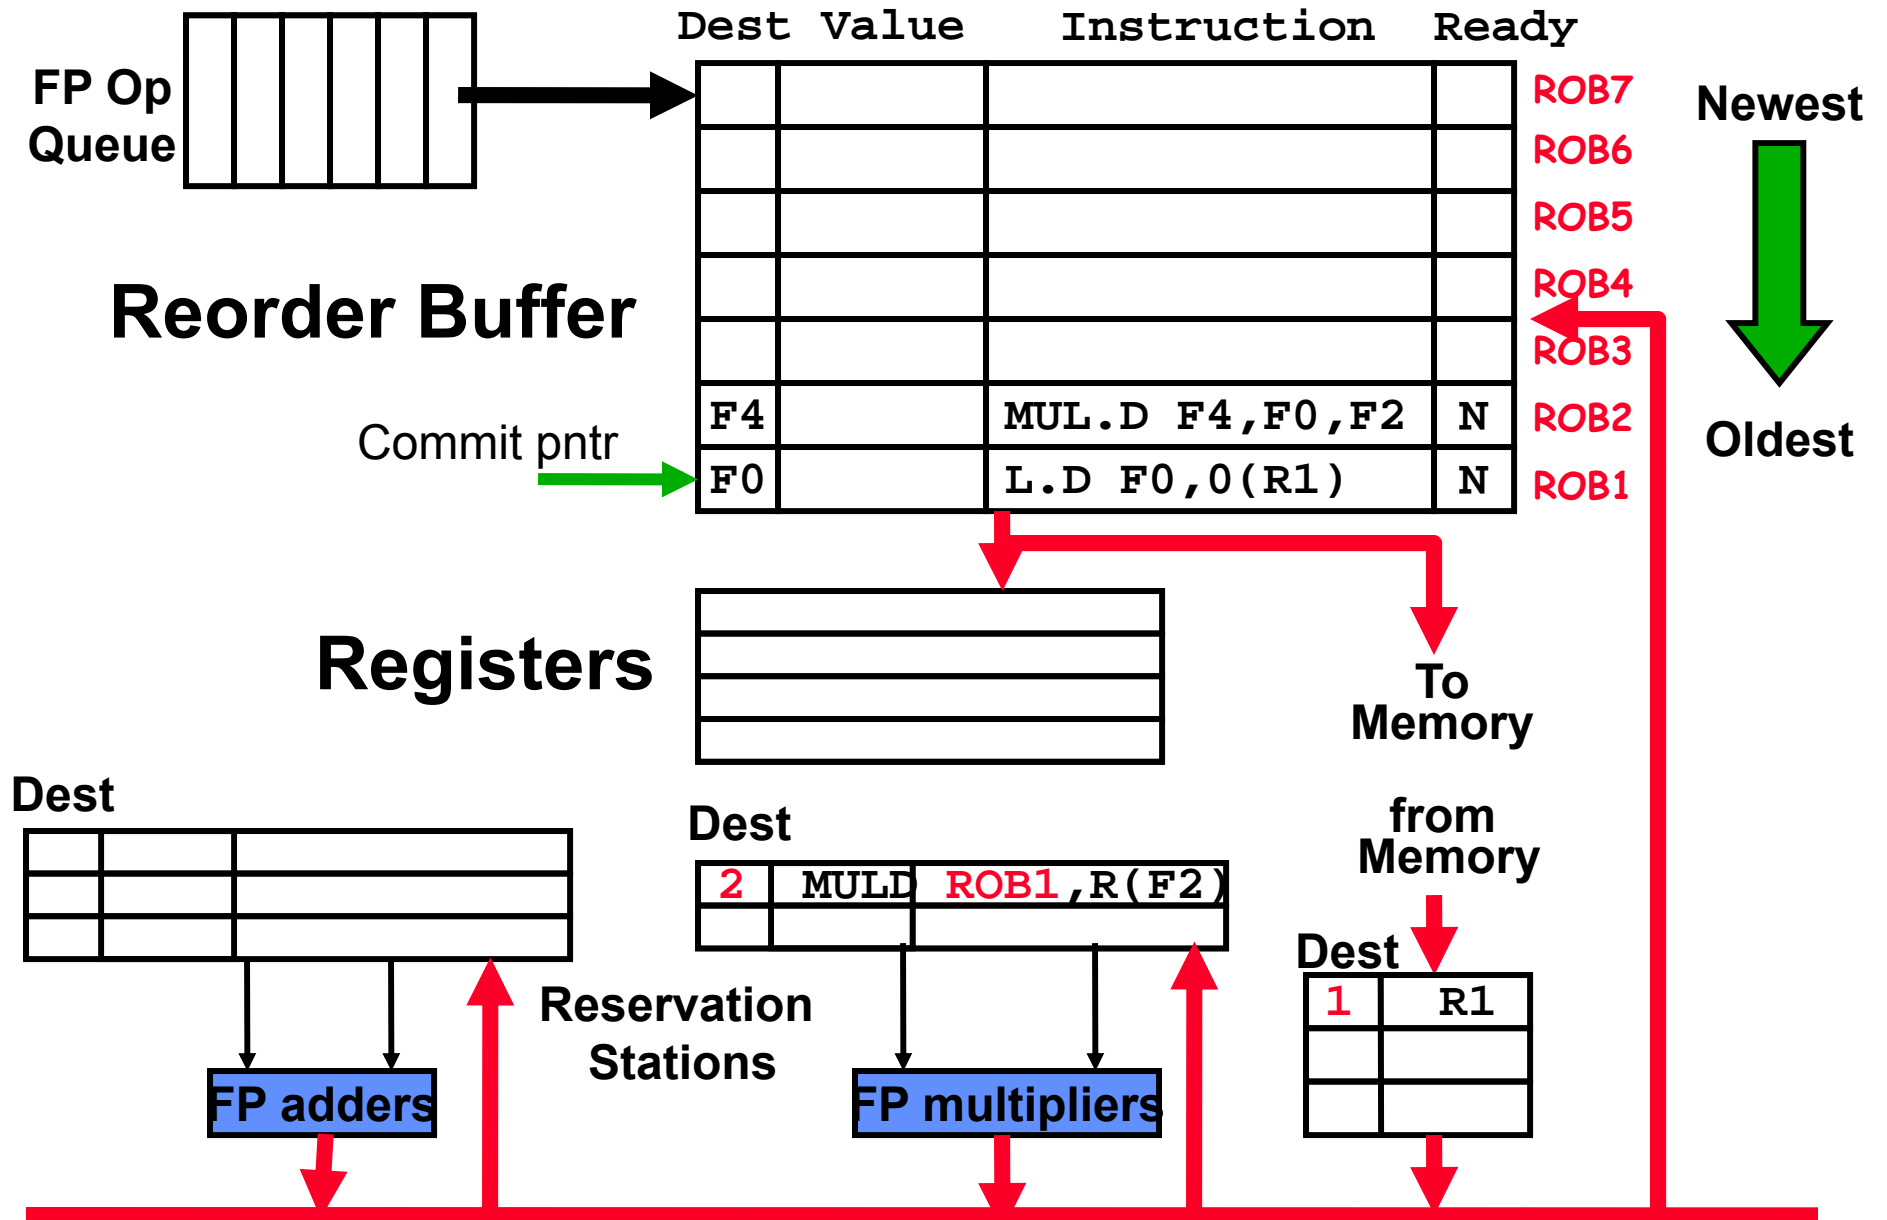 Dest Value Instruction Ready
FP Op
Queue
ROB7
Newest
ROB6
ROB5
Reorder Buffer
ROB4
ROB3
F4 MUL.D F4,F0,F2 N ROB2
Commit pntr
Oldest
F0 L.D F0,0(R1) N ROB1
Registers
To
Memory
Dest
Dest
from
Memory
2 MULD ROB1,R(F2)
Dest
1 R1
Reservation
Stations
FP adders
FP multipliers